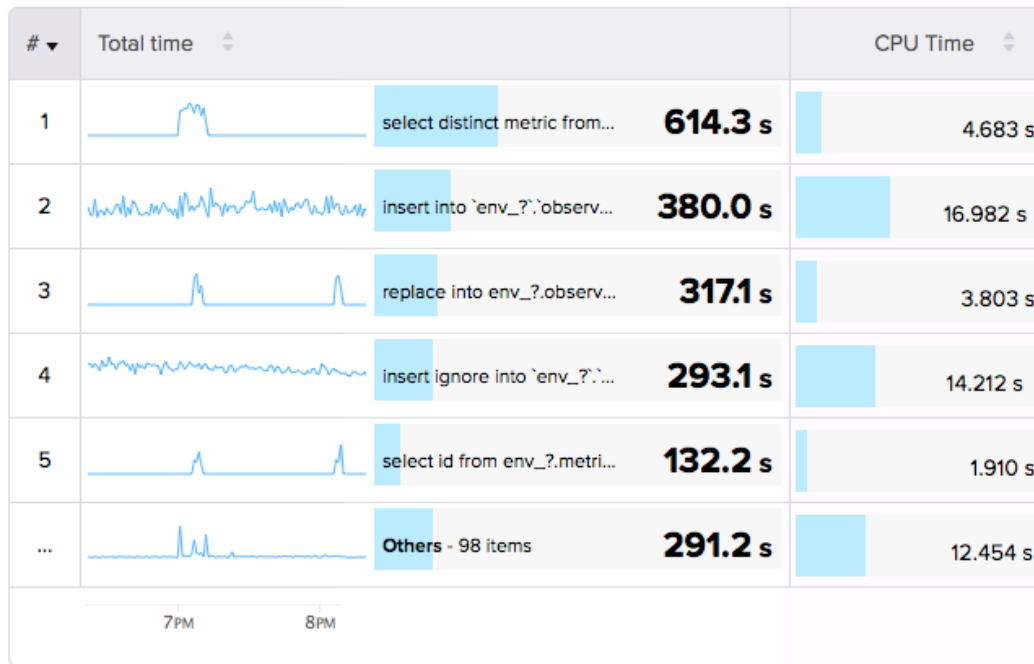 # Total time CPU Time
1 select distinct metric from... 614.3 s 4.683 s
2 insert into `env_?`.`observ... 380.0 s 16.982 s
3 replace into env_?.observ... 317.1 s 3.803 s
4 insert ignore into `env_?`.`... 293.1 s 14.212 s
5 select id from env_?.metri... 132.2 s 1.910 s
... Others - 98 items 291.2 s 12.454 s
7PM 8PM